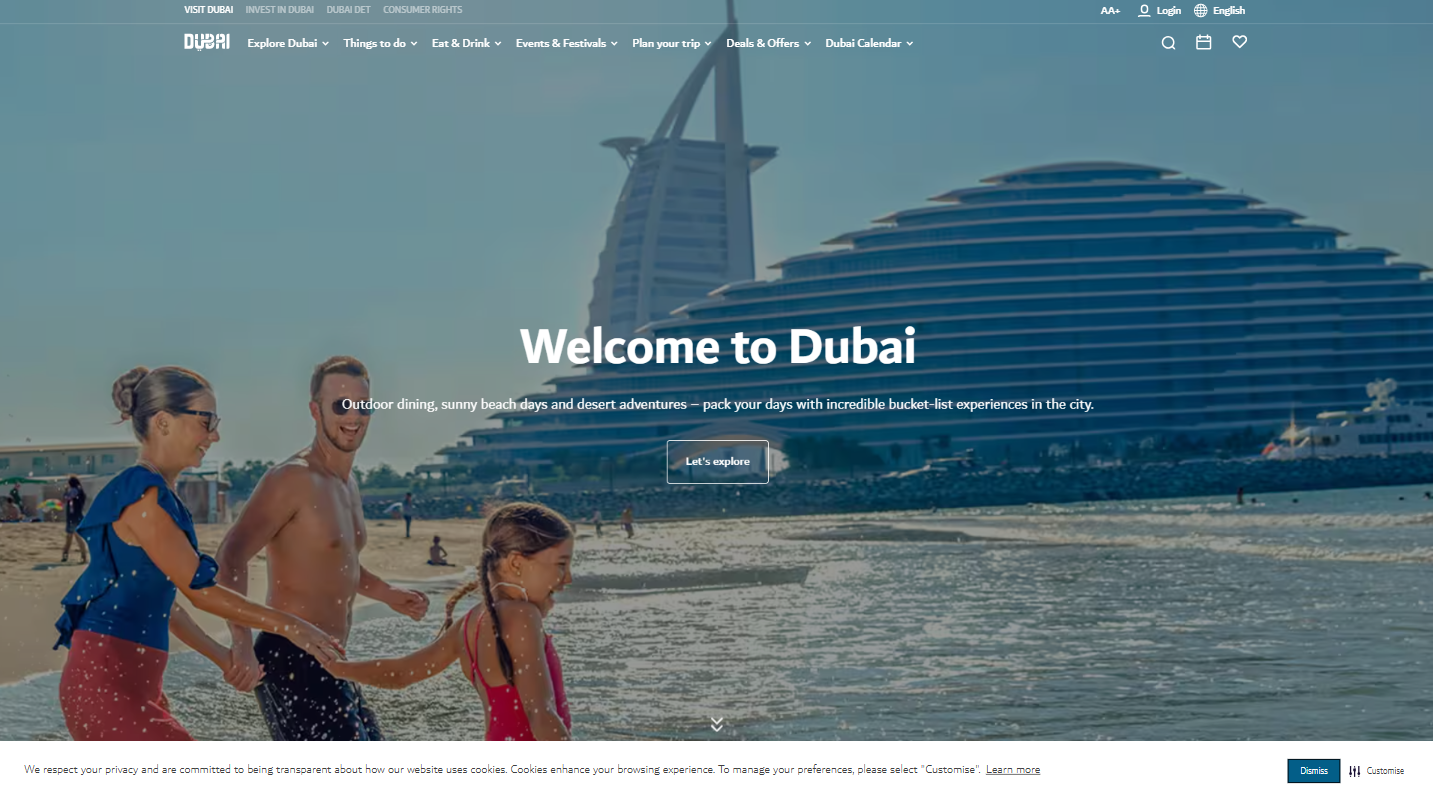 VISIT DUBAI INVEST IN DUBAI DUBAI DET CONSUMER RIGHTS AA+ Login English
DUBAI Explore Dubai Things to do Eat & Drink Events & Festivals Plan your trip Deals & Offers Dubai Calendar
Welcome to Dubai
Outdoor dining, sunny beach days and desert adventures – pack your days with incredible bucket-list experiences in the city.
Let's explore
We respect your privacy and are committed to being transparent about how our website uses cookies. Cookies enhance your browsing experience. To manage your preferences, please select "Customise". Learn more Dismiss Customise